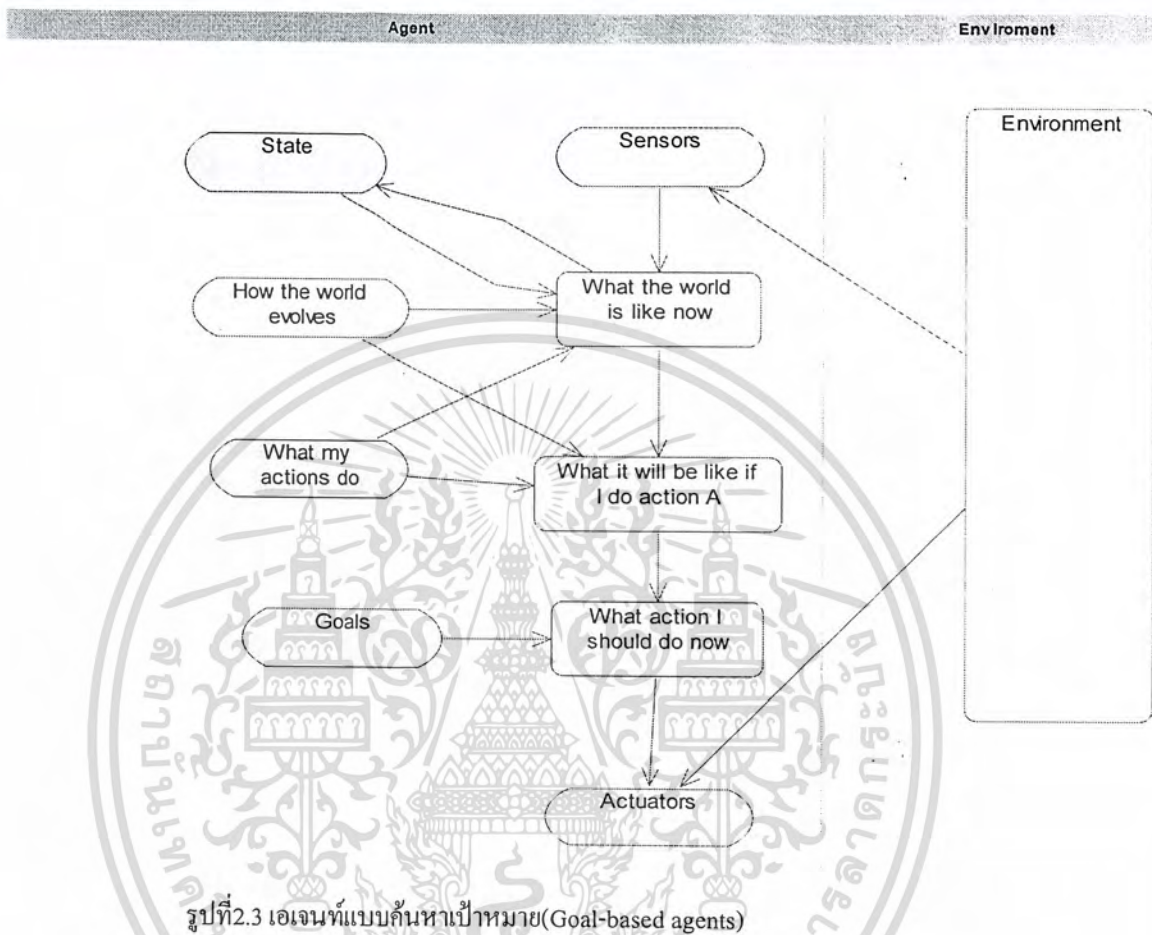 Agent
Enviroment
State
Sensors
Environment
How the world
evolves
What the world
is like now
What my
actions do
What it will be like if
I do action A
Goals
What action I
should do now
Actuators
รูปที่2.3 เอเจนท์แบบค้นหาเป้าหมาย(Goal-based agents)